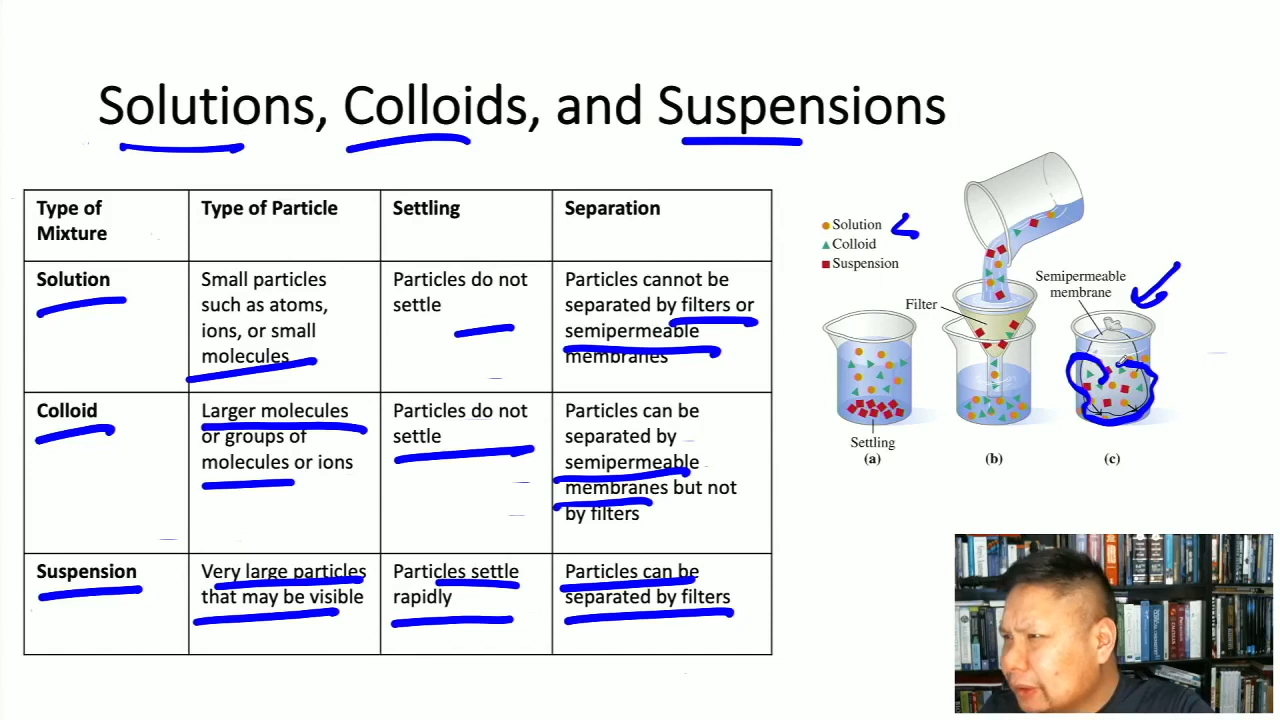 Solutions, Colloids, and Suspensions
Type of
Mixture
Type of Particle
Settling
Separation
Solution
Small particles
such as atoms,
ions, or small
molecules
Particles do not
settle
Particles cannot be
separated by filters or
semipermeable
membranes
Colloid
Larger molecules
or groups of
molecules or ions
Particles do not
settle
Particles can be
separated by
semipermeable
membranes but not
by filters
Suspension
Very large particles
that may be visible
Particles settle
rapidly
Particles can be
separated by filters
Solution
Colloid
Suspension
Filter
Semipermeable
membrane
Settling
(a)
(b)
(c)